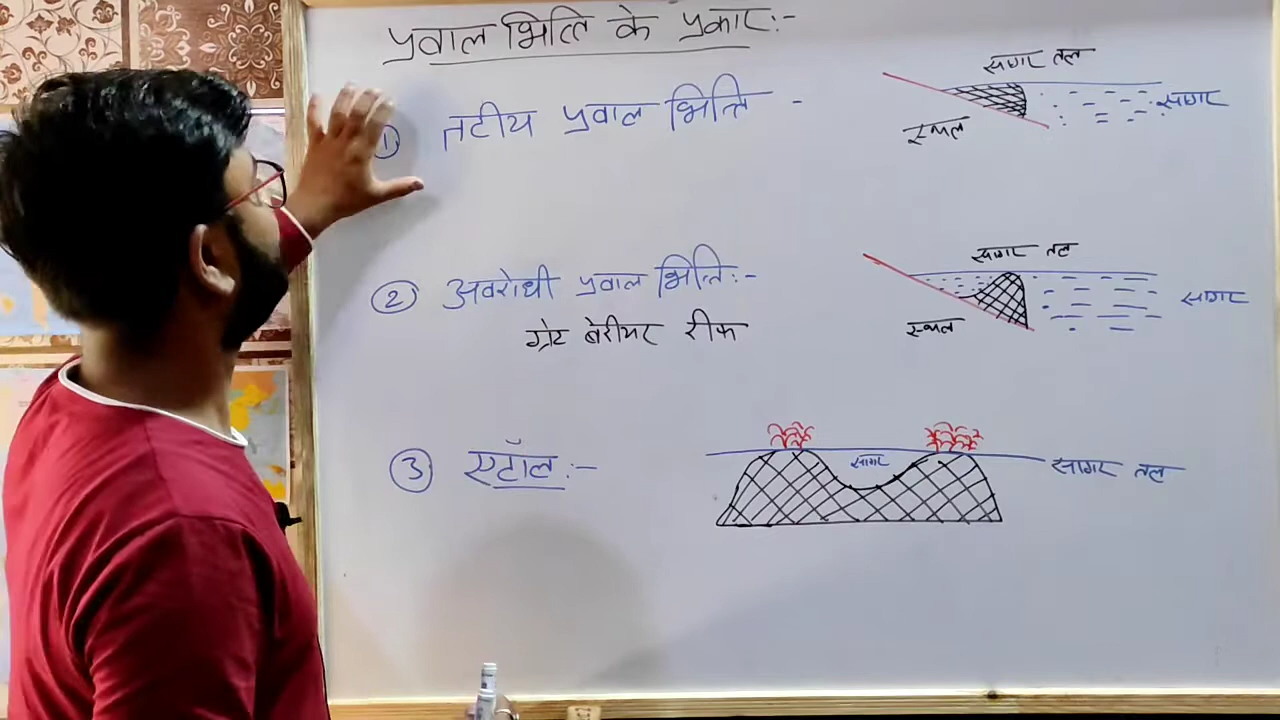 प्रवाल भित्ति के प्रकार:-
① तटीय प्रवाल भित्ति -
सागर तल
सागर
स्थल
② अवरोधी प्रवाल भित्ति:-
ग्रेट बेरीयर रीफ
सागर तल
सागर
स्थल
③ एटॉल:-
सागर
सागर तल